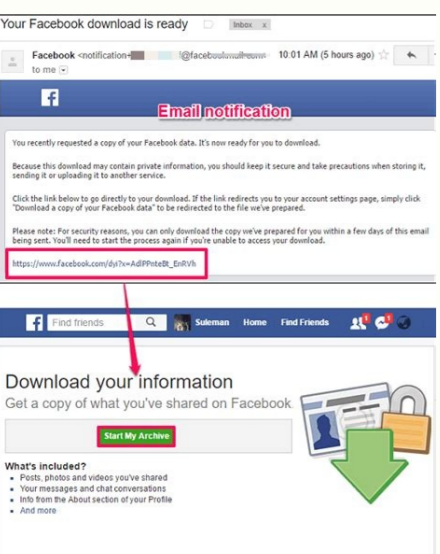 Your Facebook download is ready
Inbox x
Facebook <notification+ @facebookmail.com> 10:01 AM (5 hours ago)
to me
f
Email notification
You recently requested a copy of your Facebook data. It's now ready for you to download.
Because this download may contain private information, you should keep it secure and take precautions when storing it,
sending it or uploading it to another service.
Click the link below to go directly to your download. If the link redirects you to your account settings page, simply click
"Download a copy of your Facebook data" to be redirected to the file we've prepared.
Please note: For security reasons, you can only download the copy we've prepared for you within a few days of this email
being sent. You'll need to start the process again if you're unable to access your download.
https://www.facebook.com/dyi?v=AdlPPnteBt_EnRVh
f Find friends Suleman Home Find Friends 1 1
Download your information
Get a copy of what you've shared on Facebook.
Start My Archive
What's included?
Posts, photos and videos you've shared
Your messages and chat conversations
Info from the About section of your Profile
And more